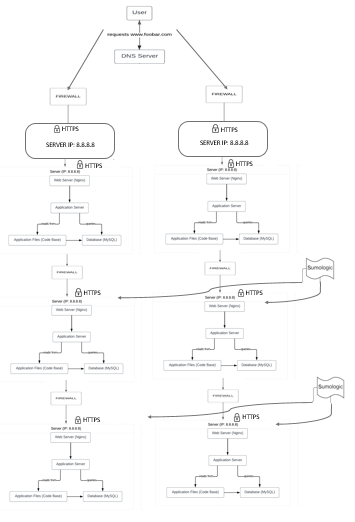 User
requests www.foobar.com
DNS Server
FIREWALL
FIREWALL
HTTPS
SERVER IP: 8.8.8.8
HTTPS
SERVER IP: 8.8.8.8
HTTPS
Server (IP: 8.8.8.8)
Web Server (Nginx)
Application Server
Application Files (Code Base)
Database (MySQL)
HTTPS
Server (IP: 8.8.8.8)
Web Server (Nginx)
Application Server
Application Files (Code Base)
Database (MySQL)
FIREWALL
FIREWALL
Sumologic
HTTPS
Server (IP: 8.8.8.8)
Web Server (Nginx)
Application Server
Application Files (Code Base)
Database (MySQL)
HTTPS
Server (IP: 8.8.8.8)
Web Server (Nginx)
Application Server
Application Files (Code Base)
Database (MySQL)
FIREWALL
FIREWALL
Sumologic
HTTPS
Server (IP: 8.8.8.8)
Web Server (Nginx)
Application Server
Application Files (Code Base)
Database (MySQL)
HTTPS
Server (IP: 8.8.8.8)
Web Server (Nginx)
Application Server
Application Files (Code Base)
Database (MySQL)